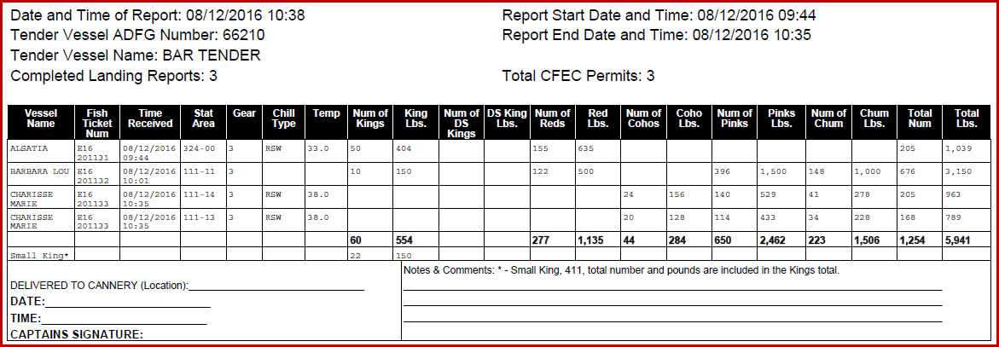 Date and Time of Report: 08/12/2016 10:38 Report Start Date and Time: 08/12/2016 09:44
Tender Vessel ADFG Number: 66210 Report End Date and Time: 08/12/2016 10:35
Tender Vessel Name: BAR TENDER
Completed Landing Reports: 3 Total CFEC Permits: 3
Vessel Name Fish Ticket Num Time Received Stat Area Gear Chill Type Temp Num of Kings King Lbs. Num of DS Kings DS King Lbs. Num of Reds Red Lbs. Num of Cohos Coho Lbs. Num of Pinks Pinks Lbs. Num of Chum Chum Lbs. Total Num Total Lbs.
ALSATIA E16 201131 08/12/2016 09:44 324-00 3 RSW 33.0 50 404 155 635 205 1,039
BARBARA LOU E16 201132 08/12/2016 10:01 111-11 3 10 150 122 500 396 1,500 148 1,000 676 3,150
CHARISSE MARIE E16 201133 08/12/2016 10:35 111-14 3 RSW 38.0 24 156 140 529 41 278 205 963
CHARISSE MARIE E16 201133 08/12/2016 10:35 111-13 3 RSW 38.0 20 128 114 433 34 228 168 789
60 554 277 1,135 44 284 650 2,462 223 1,506 1,254 5,941
Small King* 22 150
Notes & Comments: * - Small King, 411, total number and pounds are included in the Kings total.
DELIVERED TO CANNERY (Location):
DATE:
TIME:
CAPTAINS SIGNATURE: